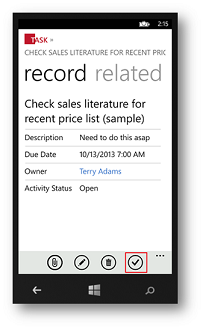 2:15
TASK »
CHECK SALES LITERATURE FOR RECENT PRIC
record related
Check sales literature for
recent price list (sample)
Description Need to do this asap
Due Date 10/13/2013 7:00 AM
Owner Terry Adams
Activity Status Open
...